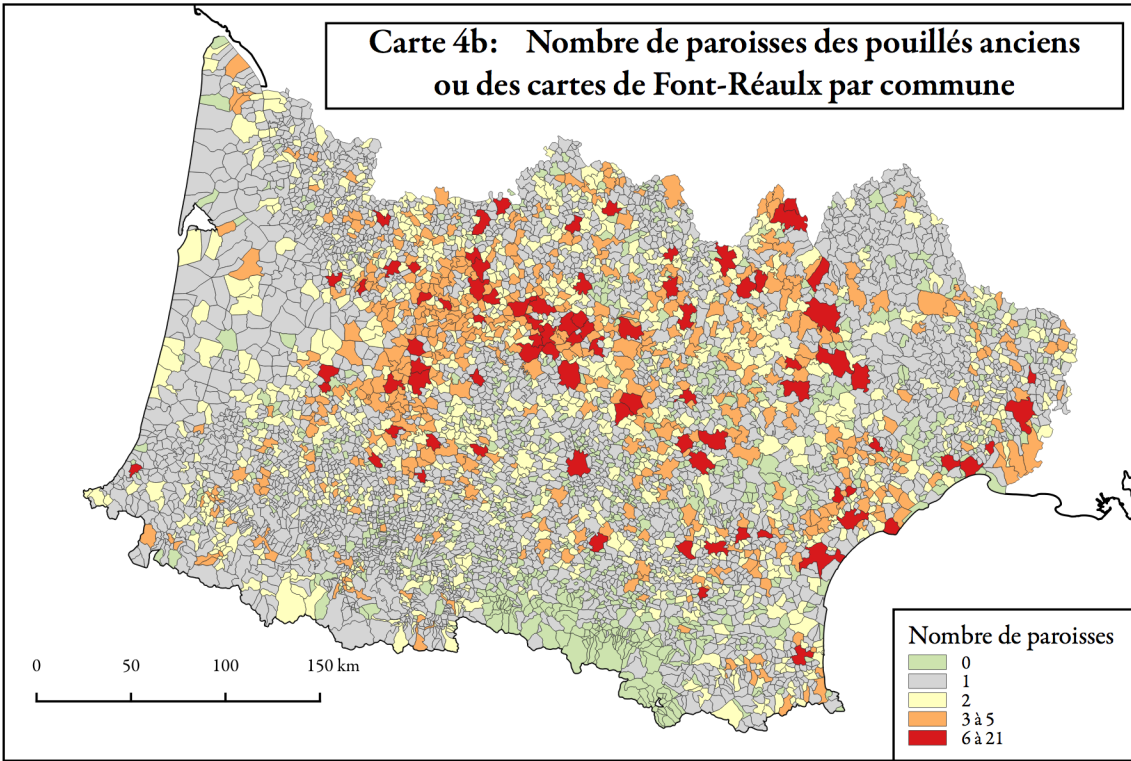 Carte 4b: Nombre de paroisses des pouillés anciens
ou des cartes de Font-Réaulx par commune
0 50 100 150 km
Nombre de paroisses
0
1
2
3 à 5
6 à 21